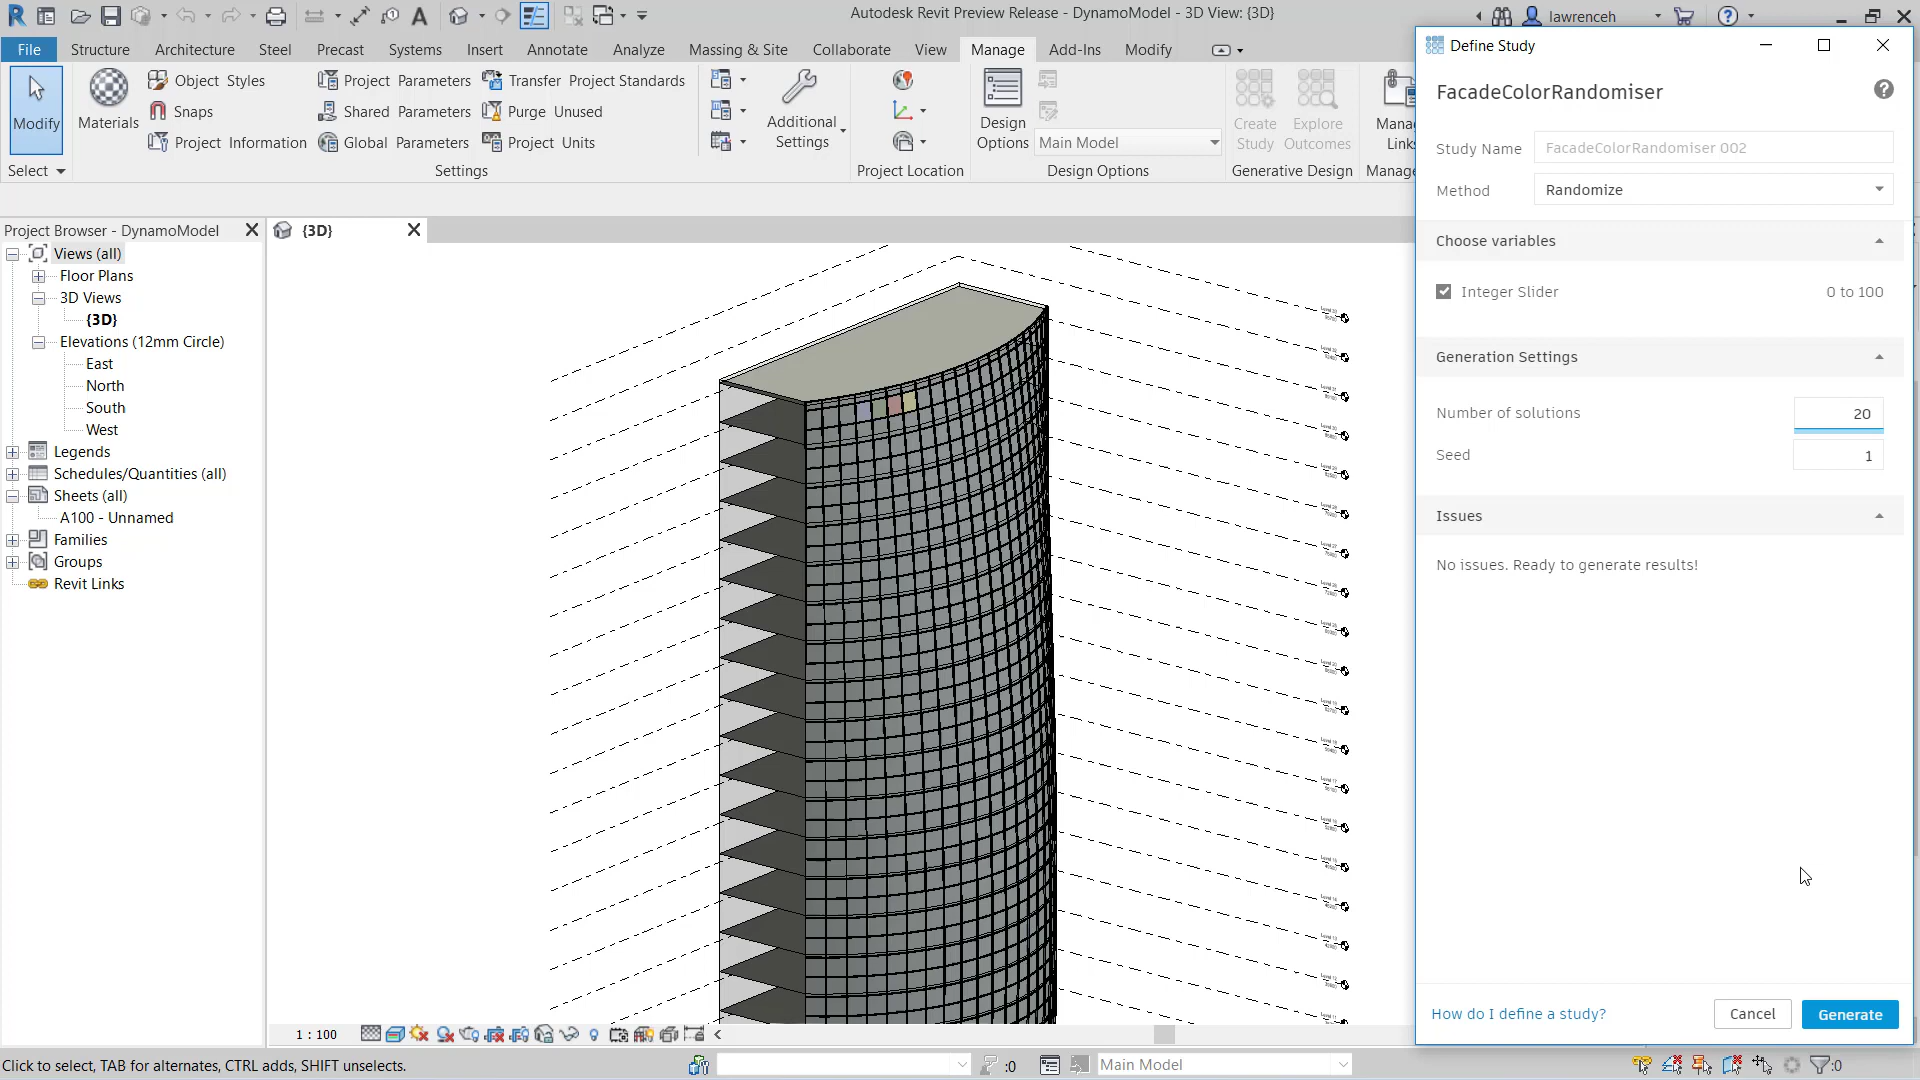 Autodesk Revit Preview Release - DynamoModel - 3D View: {3D}
lawrenceh
File Structure Architecture Steel Precast Systems Insert Annotate Analyze Massing & Site Collaborate View Manage Add-Ins Modify
Modify
Select
Materials
Object Styles
Snaps
Project Information
Project Parameters
Shared Parameters
Global Parameters
Transfer Project Standards
Purge Unused
Project Units
Settings
Additional Settings
Project Location
Design Options
Main Model
Design Options
Create Study
Explore Outcomes
Generative Design
Project Browser - DynamoModel
Views (all)
Floor Plans
3D Views
{3D}
Elevations (12mm Circle)
East
North
South
West
Legends
Schedules/Quantities (all)
Sheets (all)
A100 - Unnamed
Families
Groups
Revit Links
{3D}
Define Study
FacadeColorRandomiser
Study Name FacadeColorRandomiser 002
Method Randomize
Choose variables
Integer Slider 0 to 100
Generation Settings
Number of solutions 20
Seed 1
Issues
No issues. Ready to generate results!
How do I define a study? Cancel Generate
1 : 100
Click to select, TAB for alternates, CTRL adds, SHIFT unselects.
:0
Main Model
:0